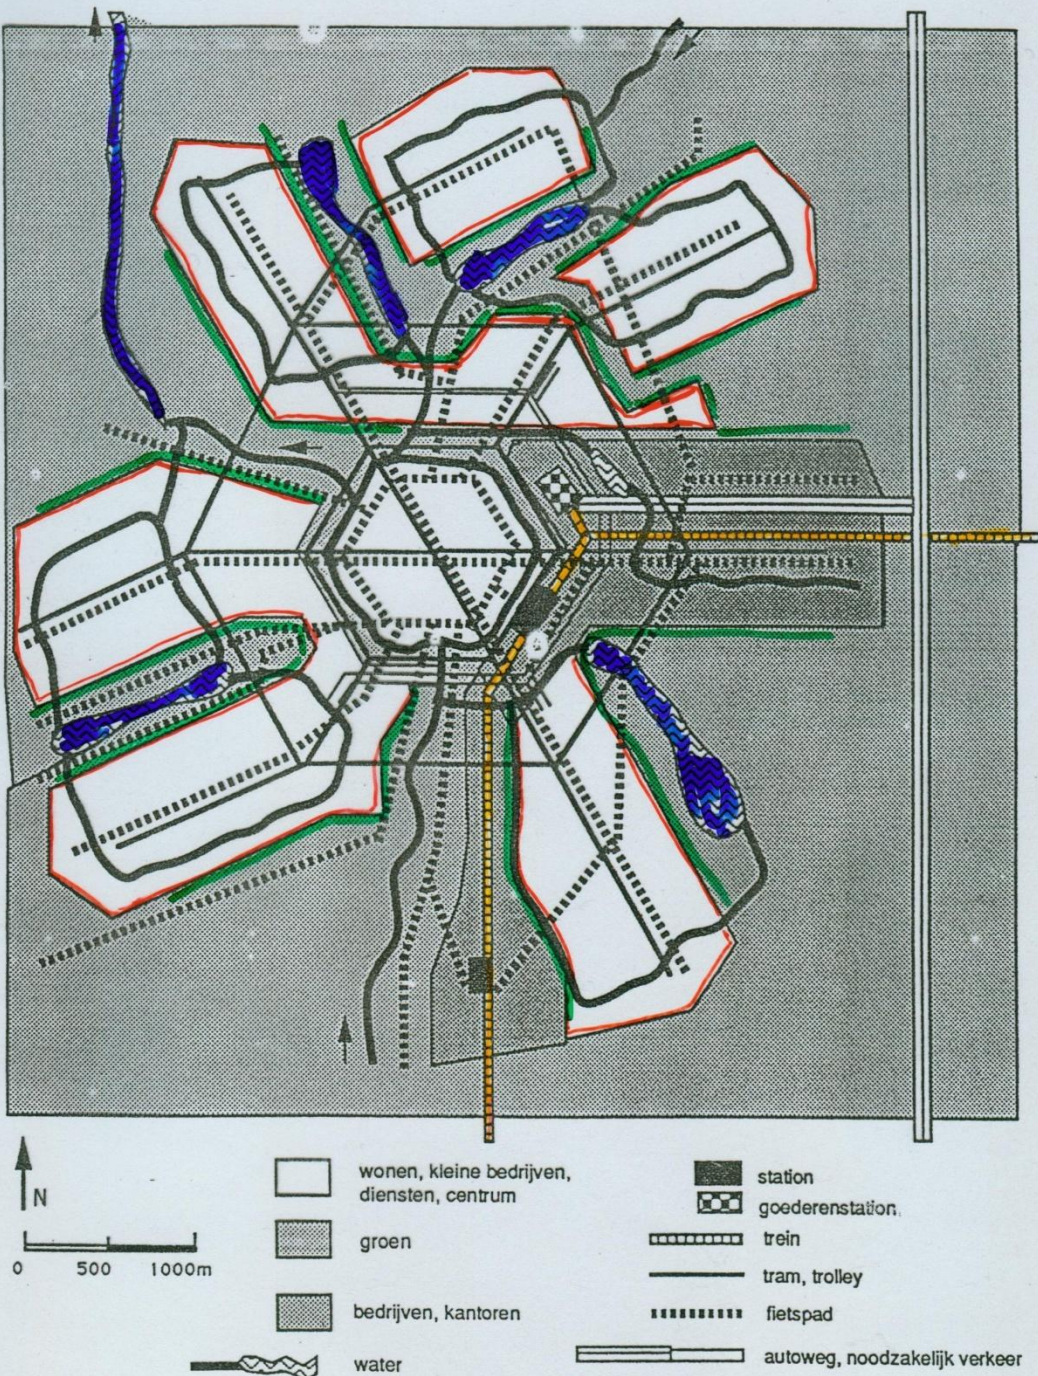 N
0 500 1000m
wonen, kleine bedrijven,
diensten, centrum
groen
bedrijven, kantoren
water
station
goederenstation
trein
tram, trolley
fietspad
autoweg, noodzakelijk verkeer